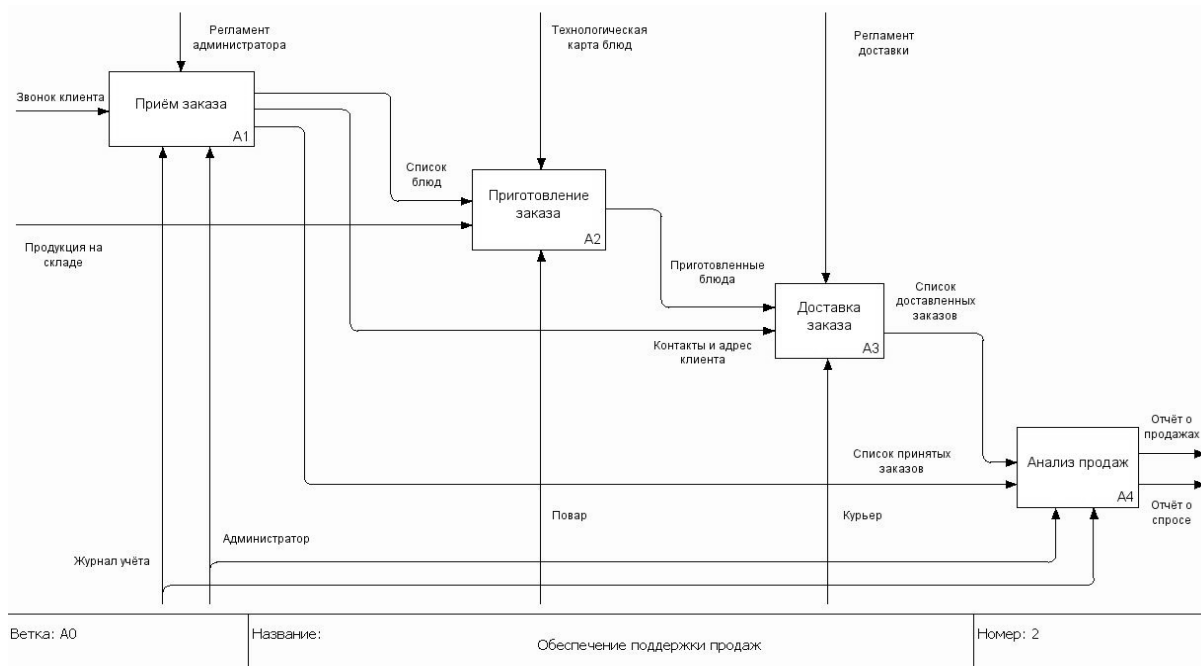 Регламент
администратора
Технологическая
карта блюд
Регламент
доставки
Звонок клиента
Приём заказа
A1
Список
блюд
Приготовление
заказа
A2
Продукция на
складе
Приготовленные
блюда
Список
доставленных
заказов
Доставка
заказа
A3
Контакты и адрес
клиента
Отчёт о
продажах
Анализ продаж
A4
Список принятых
заказов
Отчёт о
спросе
Повар
Курьер
Администратор
Журнал учёта
Ветка: A0
Название:
Обеспечение поддержки продаж
Номер: 2